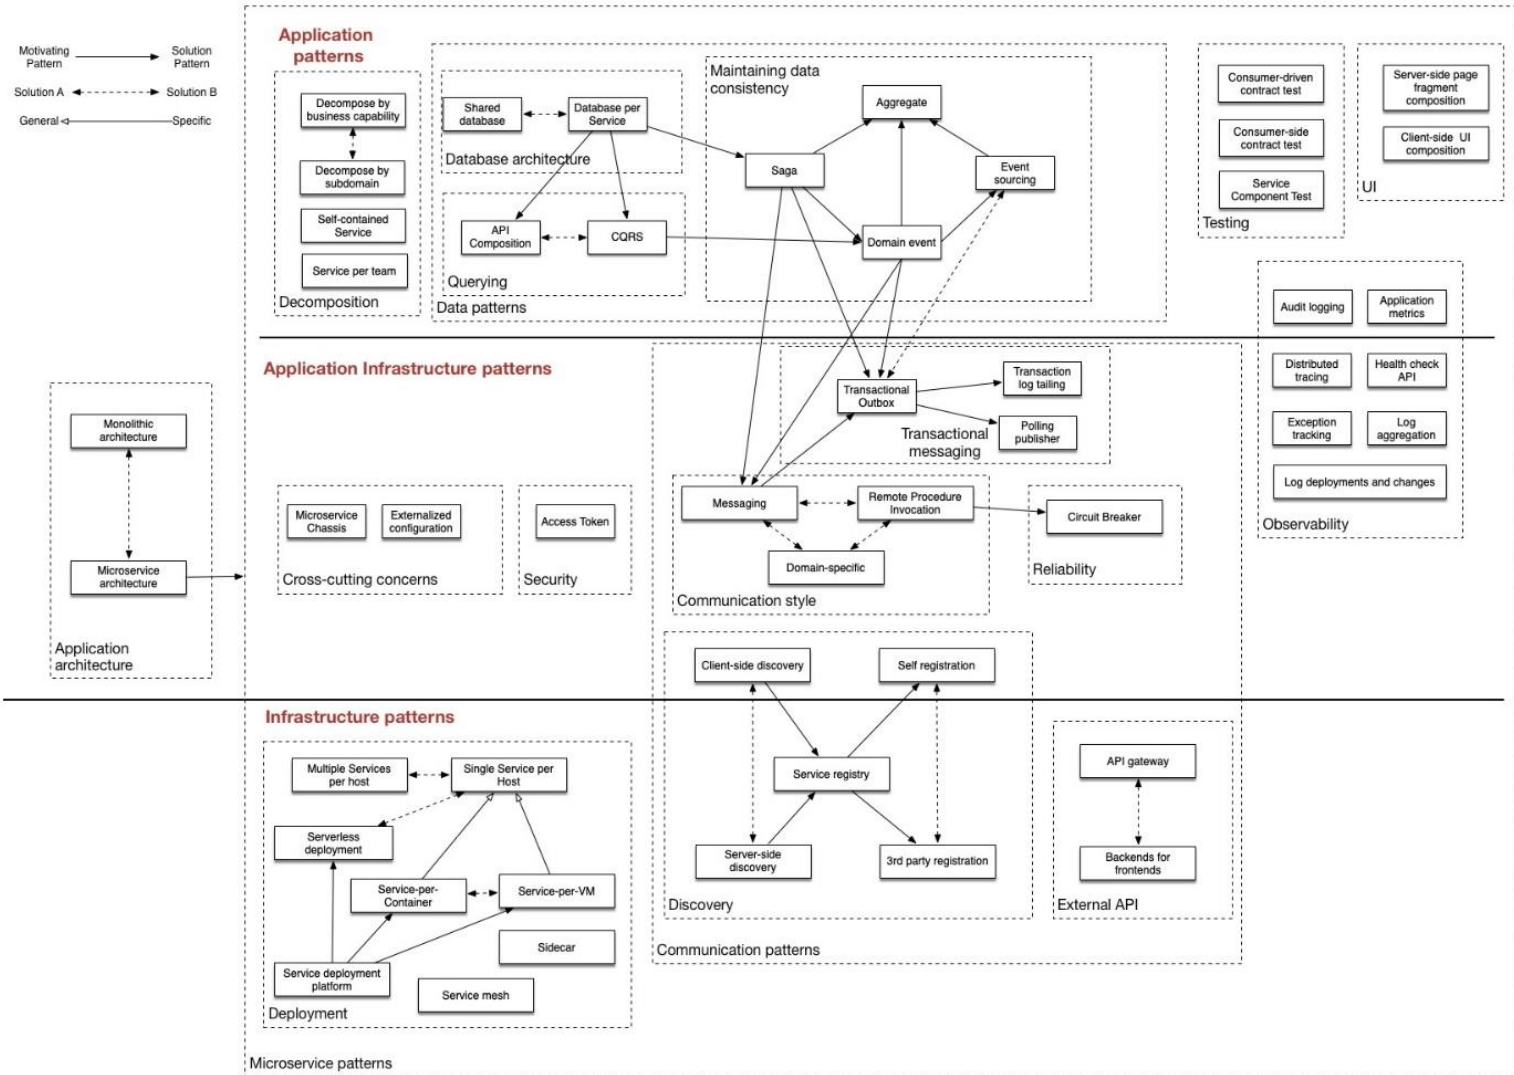 Motivating
Pattern
Solution
Pattern
Solution A
Solution B
General
Specific
Application
patterns
Decompose by
business capability
Decompose by
subdomain
Self-contained
Service
Service per team
Decomposition
Shared
database
Database per
Service
Database architecture
API
Composition
CQRS
Querying
Data patterns
Maintaining data
consistency
Aggregate
Saga
Event
sourcing
Domain event
Consumer-driven
contract test
Consumer-side
contract test
Service
Component Test
Testing
Server-side page
fragment
composition
Client-side UI
composition
UI
Audit logging
Application
metrics
Distributed
tracing
Health check
API
Exception
tracking
Log
aggregation
Log deployments and changes
Observability
Application Infrastructure patterns
Monolithic
architecture
Microservice
architecture
Application
architecture
Microservice
Chassis
Externalized
configuration
Cross-cutting concerns
Access Token
Security
Transactional
Outbox
Transaction
log tailing
Polling
publisher
Transactional
messaging
Messaging
Remote Procedure
Invocation
Domain-specific
Communication style
Circuit Breaker
Reliability
Client-side discovery
Self registration
Service registry
Server-side
discovery
3rd party registration
Discovery
API gateway
Backends for
frontends
External API
Communication patterns
Infrastructure patterns
Multiple Services
per host
Single Service per
Host
Serverless
deployment
Service-per-
Container
Service-per-VM
Sidecar
Service deployment
platform
Service mesh
Deployment
Microservice patterns